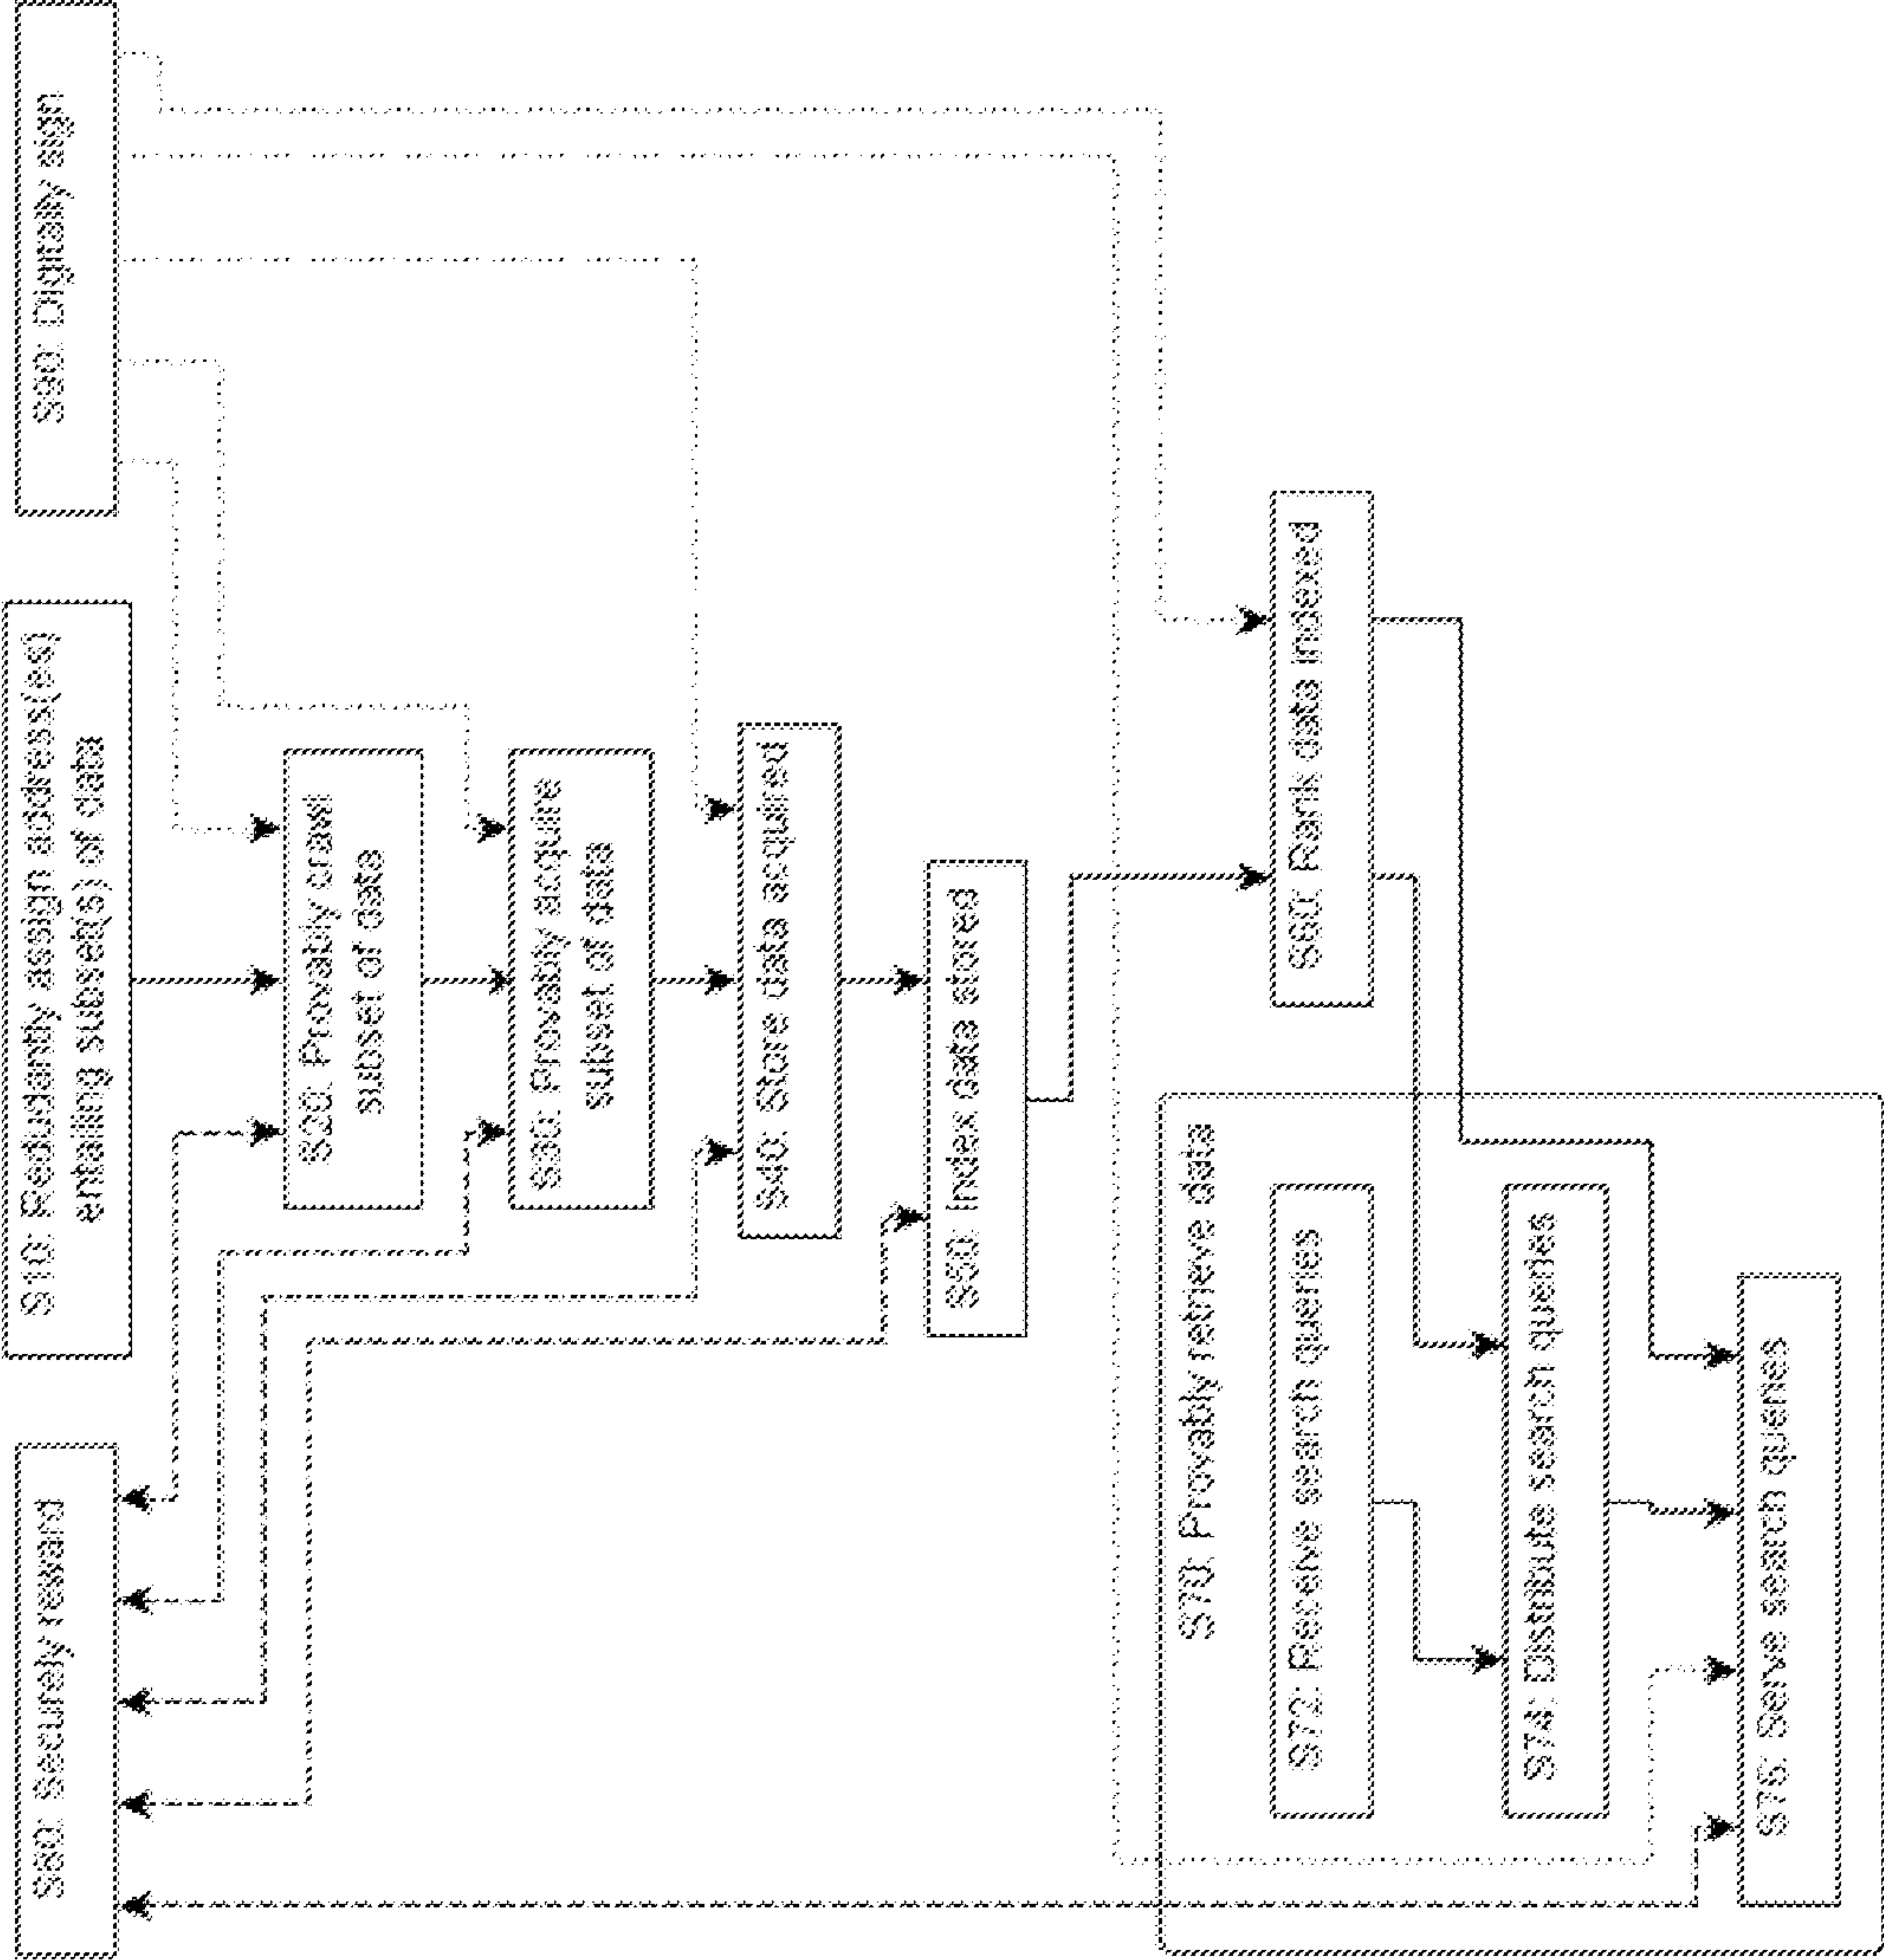 S80: Securely reward
S10: Redudantly assign adress(es)
entailing subset(s) of data
S90: Digitally sign
S20: Provably crawl
subset of data
S30: Provably acquire
subset of data
S40: Store data acquired
S50: Index data stored
S70: Provably retrieve data
S72: Receive search queries
S60: Rank data indexed
S74: Distribute search queries
S76: Serve search queries